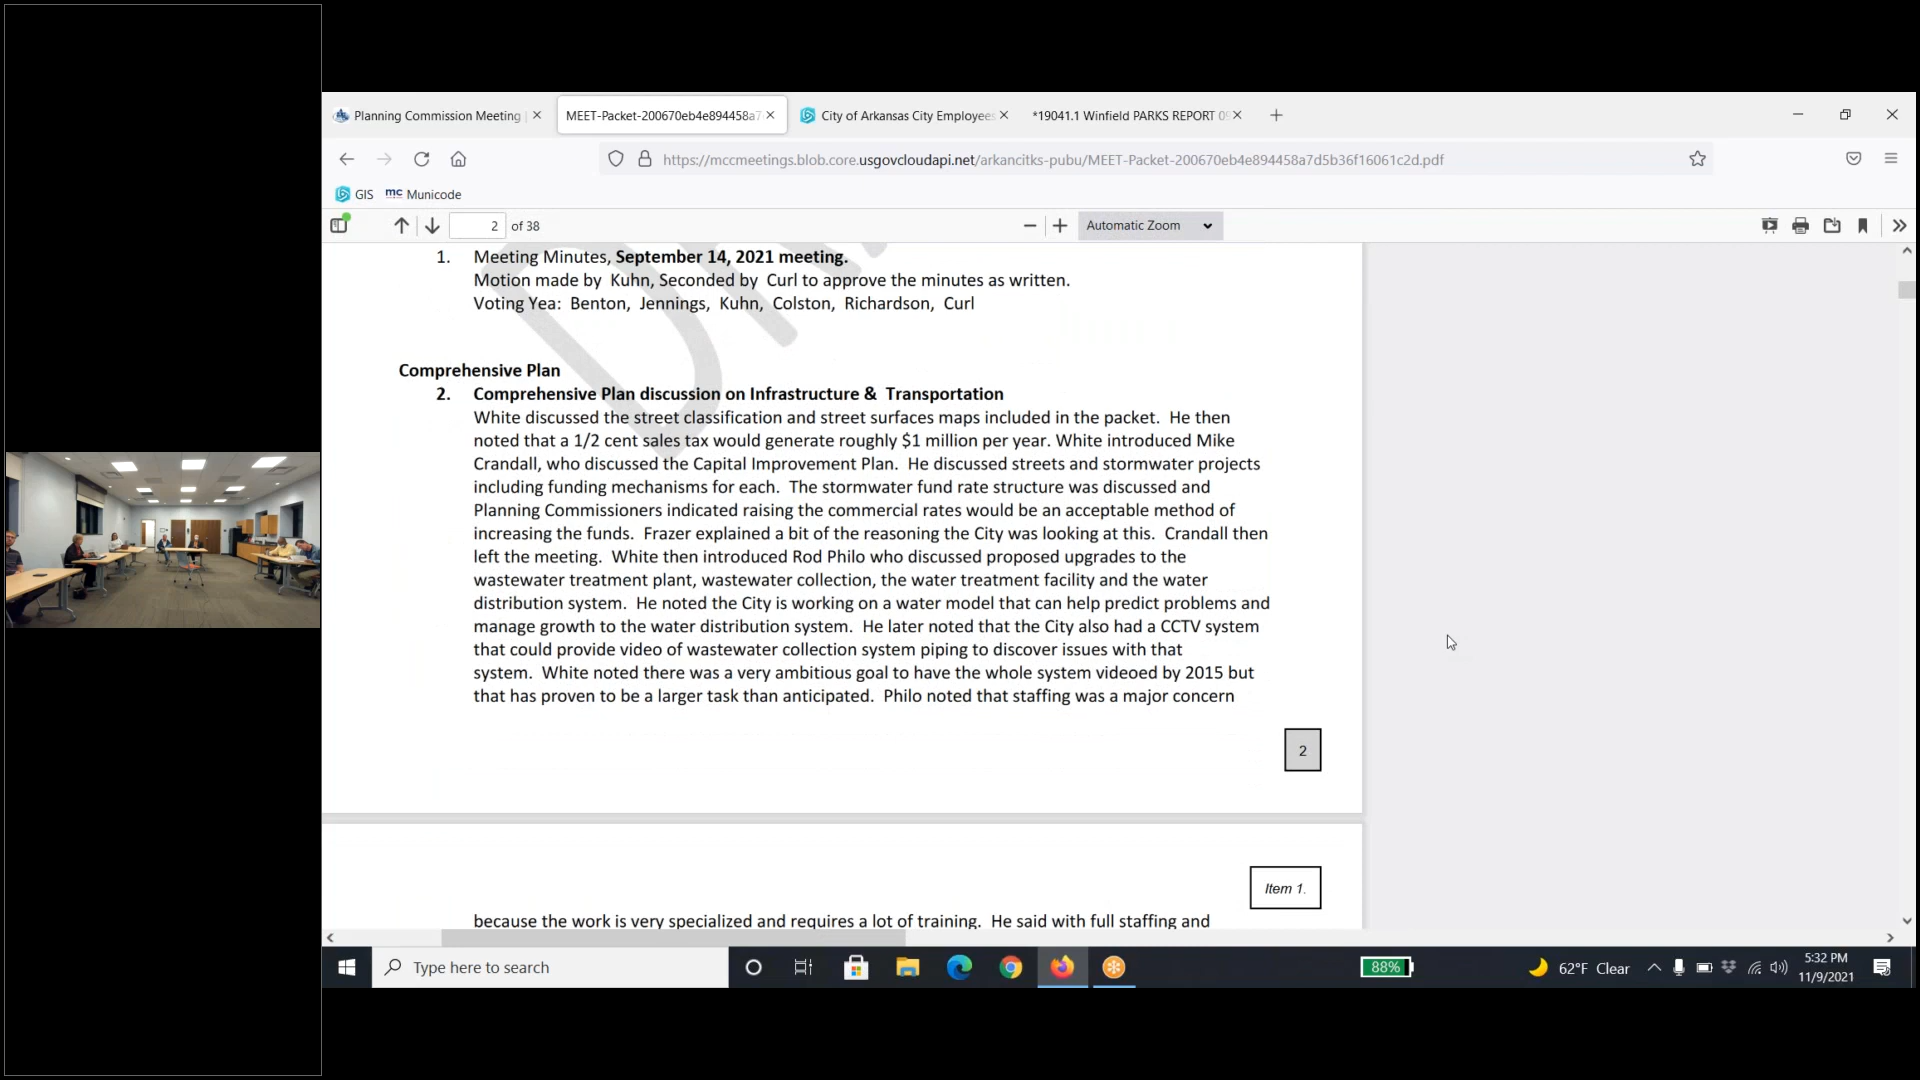 Planning Commission Meeting
MEET-Packet-200670eb4e894458a7
City of Arkansas City Employees
*19041.1 Winfield PARKS REPORT 09
https://mccmeetings.blob.core.usgovcloudapi.net/arkancitks-pubu/MEET-Packet-200670eb4e894458a7d5b36f16061c2d.pdf
GIS
mc Municode
2 of 38
Automatic Zoom
1. Meeting Minutes, September 14, 2021 meeting.
Motion made by Kuhn, Seconded by Curl to approve the minutes as written.
Voting Yea: Benton, Jennings, Kuhn, Colston, Richardson, Curl
Comprehensive Plan
2. Comprehensive Plan discussion on Infrastructure & Transportation
White discussed the street classification and street surfaces maps included in the packet. He then
noted that a 1/2 cent sales tax would generate roughly $1 million per year. White introduced Mike
Crandall, who discussed the Capital Improvement Plan. He discussed streets and stormwater projects
including funding mechanisms for each. The stormwater fund rate structure was discussed and
Planning Commissioners indicated raising the commercial rates would be an acceptable method of
increasing the funds. Frazer explained a bit of the reasoning the City was looking at this. Crandall then
left the meeting. White then introduced Rod Philo who discussed proposed upgrades to the
wastewater treatment plant, wastewater collection, the water treatment facility and the water
distribution system. He noted the City is working on a water model that can help predict problems and
manage growth to the water distribution system. He later noted that the City also had a CCTV system
that could provide video of wastewater collection system piping to discover issues with that
system. White noted there was a very ambitious goal to have the whole system videoed by 2015 but
that has proven to be a larger task than anticipated. Philo noted that staffing was a major concern
2
Item 1.
because the work is very specialized and requires a lot of training. He said with full staffing and
Type here to search
88%
62°F Clear
5:32 PM
11/9/2021